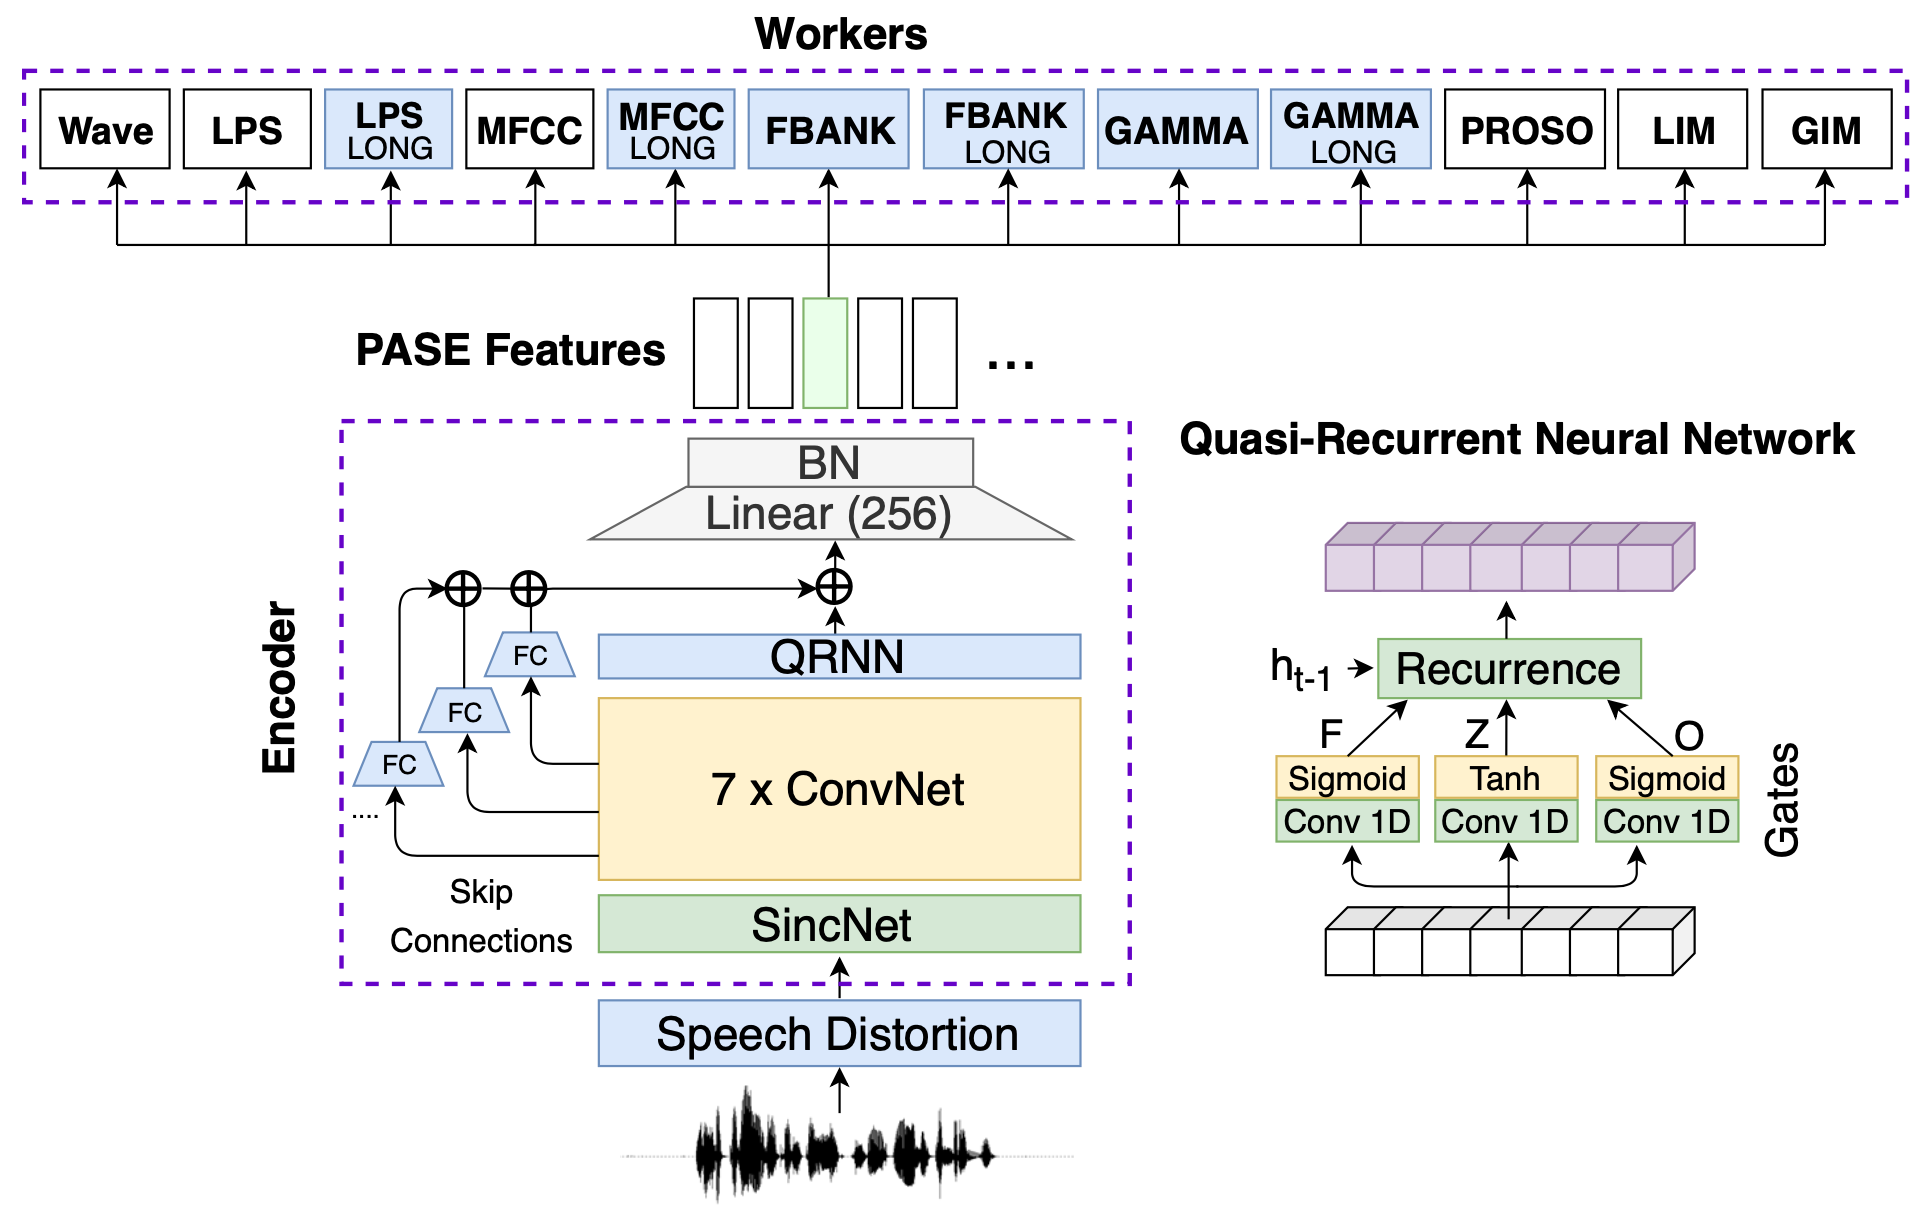 Workers
Wave
LPS
LPS
LONG
MFCC
MFCC
LONG
FBANK
FBANK
LONG
GAMMA
GAMMA
LONG
PROSO
LIM
GIM
PASE Features
...
Encoder
BN
Linear (256)
QRNN
FC
FC
FC
....
7 x ConvNet
Skip
Connections
SincNet
Speech Distortion
Quasi-Recurrent Neural Network
h_t-1
Recurrence
F
Z
O
Sigmoid
Tanh
Sigmoid
Conv 1D
Conv 1D
Conv 1D
Gates